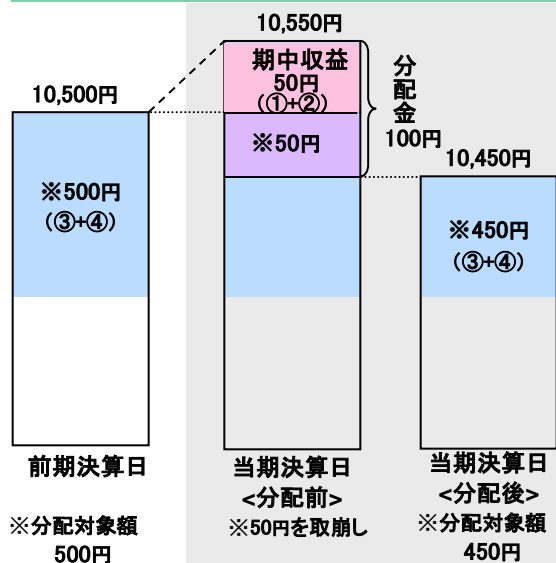 10,500円
※500円
(③+④)
前期決算日
※分配対象額
500円
10,550円
期中収益
50円
(①+②)
※50円
分配金
100円
当期決算日
<分配前>
※50円を取崩し
10,450円
※450円
(③+④)
当期決算日
<分配後>
※分配対象額
450円